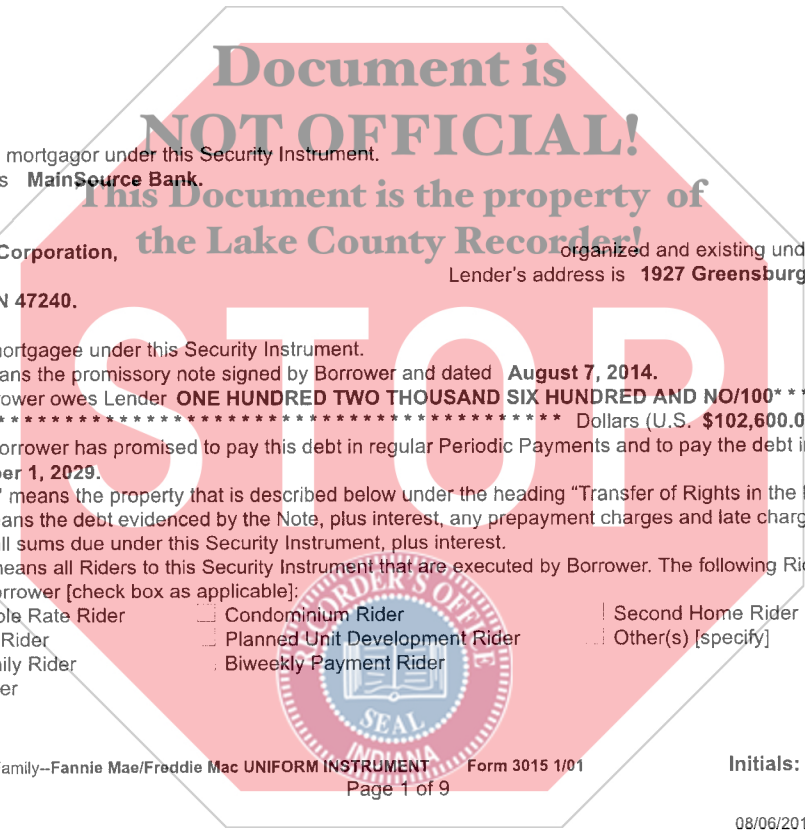 Document is
NOT OFFICIAL!
mortgagor under this Security Instrument.
s MainSource Bank.
This Document is the property of
the Lake County Recorder!
Corporation, organized and existing und
Lender's address is 1927 Greensburg
N 47240.
STOP
ortgagee under this Security Instrument.
ans the promissory note signed by Borrower and dated August 7, 2014.
rower owes Lender ONE HUNDRED TWO THOUSAND SIX HUNDRED AND NO/100* * *
* * * * * * * * * * * * * * * * * * * * * * * * * * * * * * * * * * * * * * * * * * * * * * * Dollars (U.S. $102,600.0
orrower has promised to pay this debt in regular Periodic Payments and to pay the debt i
ber 1, 2029.
" means the property that is described below under the heading “Transfer of Rights in the
ans the debt evidenced by the Note, plus interest, any prepayment charges and late charg
ll sums due under this Security Instrument, plus interest.
means all Riders to this Security Instrument that are executed by Borrower. The following Ri
orrower [check box as applicable]:
ble Rate Rider Condominium Rider Second Home Rider
Rider Planned Unit Development Rider Other(s) [specify]
ily Rider Biweekly Payment Rider
er
RECORDER'S OFFICE
SEAL
INDIANA
Family--Fannie Mae/Freddie Mac UNIFORM INSTRUMENT Form 3015 1/01 Initials:
Page 1 of 9
08/06/201